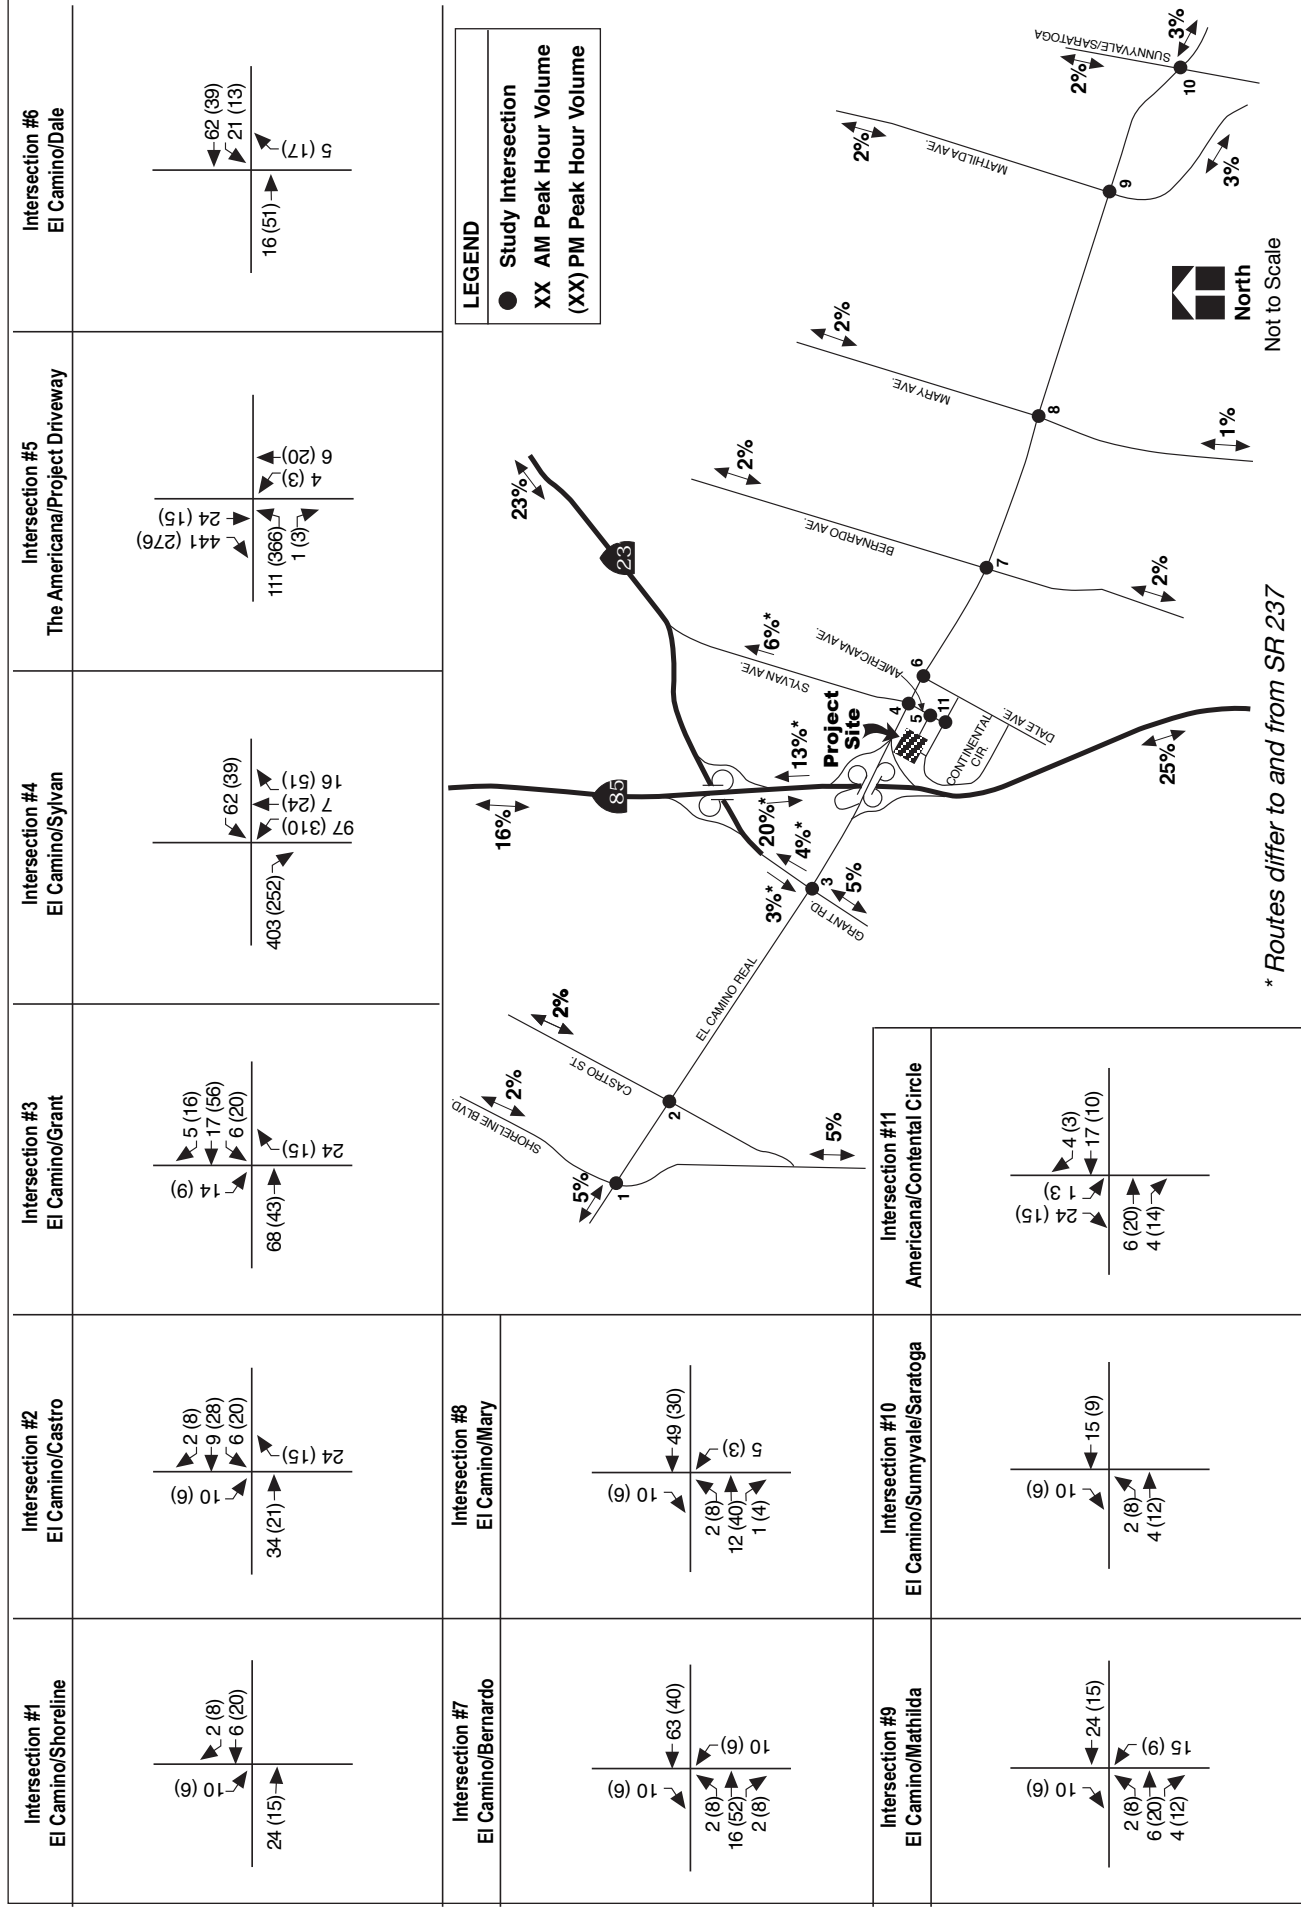 Intersection #1
El Camino/Shoreline
10 (6)
2 (8)
6 (20)
24 (15)
Intersection #2
El Camino/Castro
10 (6)
2 (8)
9 (28)
6 (20)
34 (21)
24 (15)
Intersection #3
El Camino/Grant
14 (9)
5 (16)
17 (56)
6 (20)
68 (43)
24 (15)
Intersection #4
El Camino/Sylvan
62 (39)
403 (252)
97 (310)
7 (24)
16 (51)
Intersection #5
The Americana/Project Driveway
441 (276)
24 (15)
111 (366)
1 (3)
4 (3)
6 (20)
Intersection #6
El Camino/Dale
62 (39)
21 (13)
16 (51)
5 (17)
Intersection #7
El Camino/Bernardo
10 (6)
63 (40)
2 (8)
16 (52)
2 (8)
10 (6)
Intersection #8
El Camino/Mary
10 (6)
49 (30)
2 (8)
12 (40)
1 (4)
5 (3)
Intersection #9
El Camino/Mathilda
10 (6)
24 (15)
2 (8)
6 (20)
4 (12)
15 (9)
Intersection #10
El Camino/Sunnyvale/Saratoga
10 (6)
15 (9)
2 (8)
4 (12)
Intersection #11
Americana/Contental Circle
24 (15)
1 3)
4 (3)
17 (10)
6 (20)
4 (14)
LEGEND
Study Intersection
XX AM Peak Hour Volume
(XX) PM Peak Hour Volume
5%
1
SHORELINE BLVD.
2%
CASTRO ST.
2%
2
5%
EL CAMINO REAL
3%*
4%*
GRANT RD.
3
5%
16%
85
20%*
13%*
Project
Site
23
23%
SYLVAN AVE.
6%*
AMERICANA AVE.
4
5
11
6
CONTINENTAL
CIR.
DALE AVE.
25%
BERNARDO AVE.
2%
7
2%
MARY AVE.
2%
8
1%
MATHILDA AVE.
2%
9
3%
SUNNYVALE/SARATOGA
2%
10
3%
North
Not to Scale
* Routes differ to and from SR 237